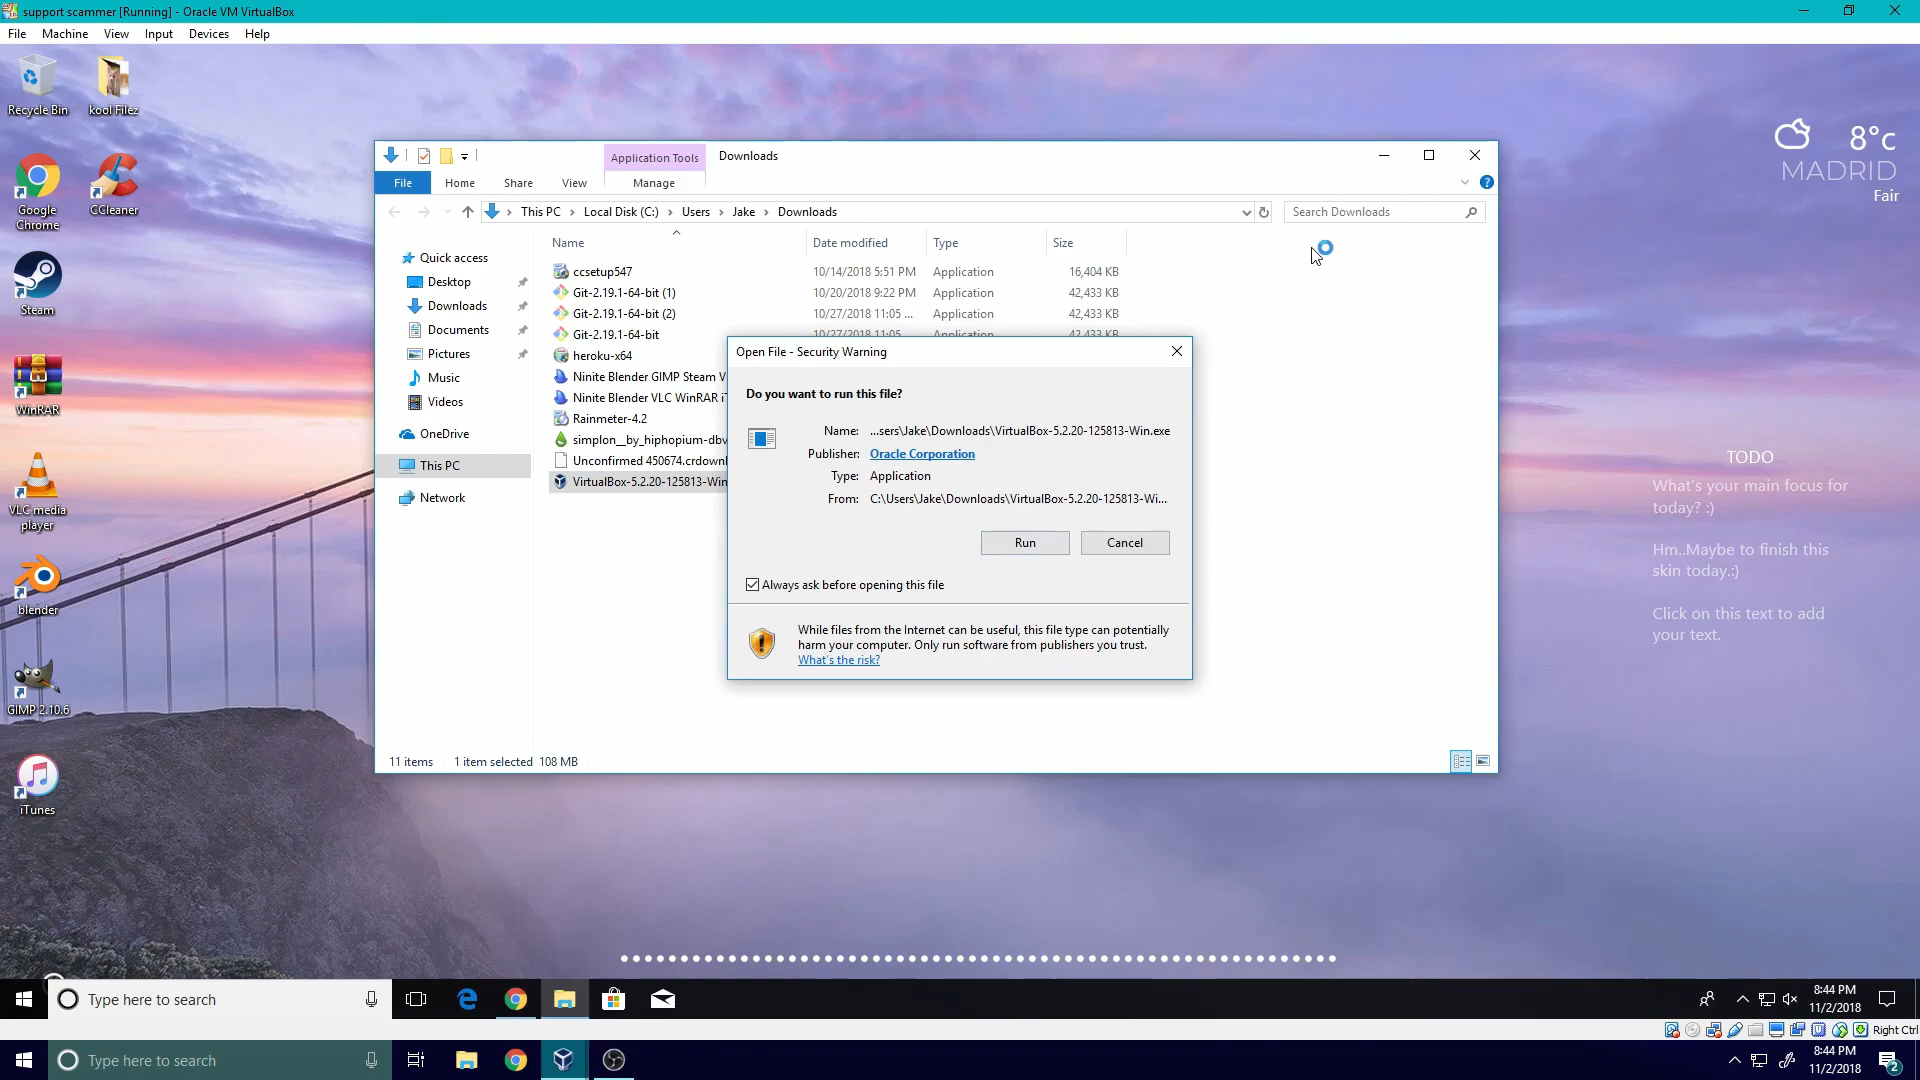 support scammer [Running] - Oracle VM VirtualBox
File Machine View Input Devices Help
Recycle Bin
kool Filez
Google Chrome
CCleaner
Steam
WinRAR
VLC media player
blender
GIMP 2.10.6
iTunes
8°c
MADRID
Fair
Application Tools
Downloads
File Home Share View Manage
This PC > Local Disk (C:) > Users > Jake > Downloads
Search Downloads
Name Date modified Type Size
Quick access
Desktop
Downloads
Documents
Pictures
Music
Videos
OneDrive
This PC
Network
ccsetup547 10/14/2018 5:51 PM Application 16,404 KB
Git-2.19.1-64-bit (1) 10/20/2018 9:22 PM Application 42,433 KB
Git-2.19.1-64-bit (2) 10/27/2018 11:05 ... Application 42,433 KB
Git-2.19.1-64-bit 10/27/2018 11:05 Application 42,433 KB
heroku-x64
Ninite Blender GIMP Steam V
Ninite Blender VLC WinRAR iT
Rainmeter-4.2
simplon__by_hiphopium-dbv
Unconfirmed 450674.crdownl
VirtualBox-5.2.20-125813-Win
11 items 1 item selected 108 MB
Open File - Security Warning
Do you want to run this file?
Name: ...sers\Jake\Downloads\VirtualBox-5.2.20-125813-Win.exe
Publisher: Oracle Corporation
Type: Application
From: C:\Users\Jake\Downloads\VirtualBox-5.2.20-125813-Wi...
Run Cancel
Always ask before opening this file
While files from the Internet can be useful, this file type can potentially
harm your computer. Only run software from publishers you trust.
What's the risk?
TODO
What's your main focus for
today? :)
Hm..Maybe to finish this
skin today.:)
Click on this text to add
your text.
Type here to search
8:44 PM
11/2/2018
Right Ctrl
Type here to search
8:44 PM
11/2/2018
2